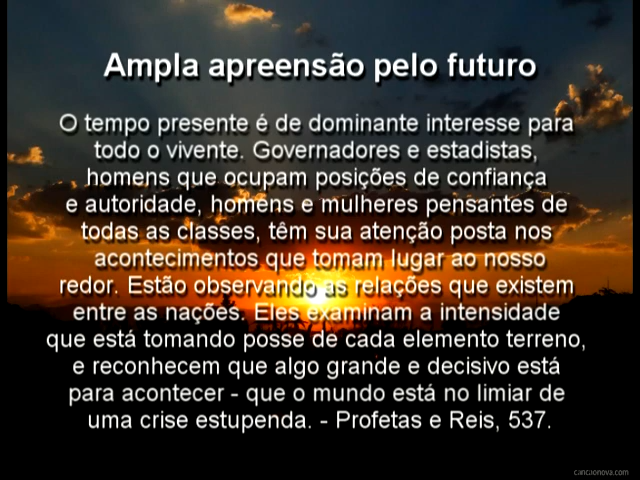 Ampla apreensão pelo futuro
O tempo presente é de dominante interesse para
todo o vivente. Governadores e estadistas,
homens que ocupam posições de confiança
e autoridade, homens e mulheres pensantes de
todas as classes, têm sua atenção posta nos
acontecimentos que tomam lugar ao nosso
redor. Estão observando as relações que existem
entre as nações. Eles examinam a intensidade
que está tomando posse de cada elemento terreno,
e reconhecem que algo grande e decisivo está
para acontecer - que o mundo está no limiar de
uma crise estupenda. - Profetas e Reis, 537.
cancaonova.com